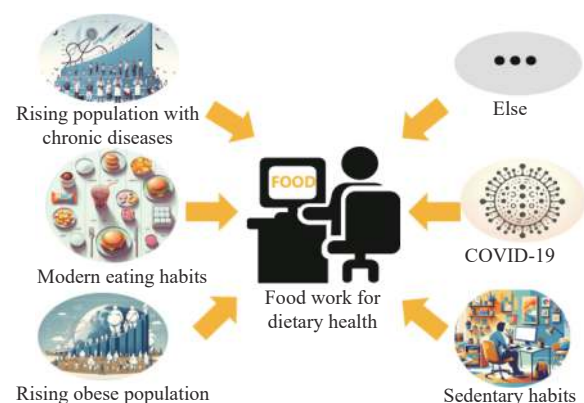 Rising population with
chronic diseases
Else
FOOD
Modern eating habits
COVID-19
Food work for
dietary health
Rising obese population
Sedentary habits